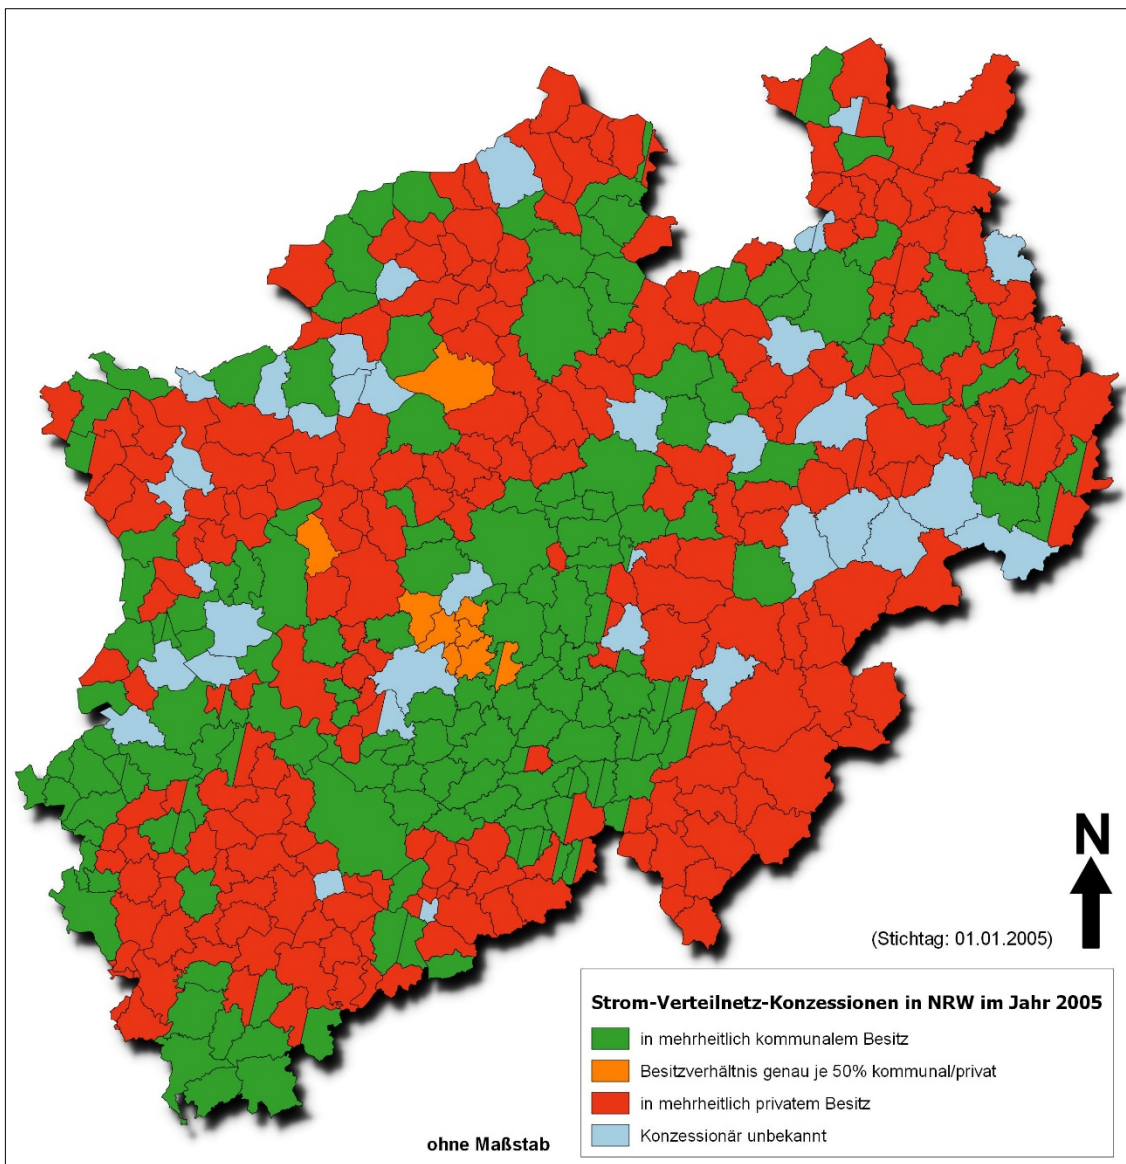 N
(Stichtag: 01.01.2005)
Strom-Verteilnetz-Konzessionen in NRW im Jahr 2005
in mehrheitlich kommunalem Besitz
Besitzverhältnis genau je 50% kommunal/privat
in mehrheitlich privatem Besitz
Konzessionär unbekannt
ohne Maßstab